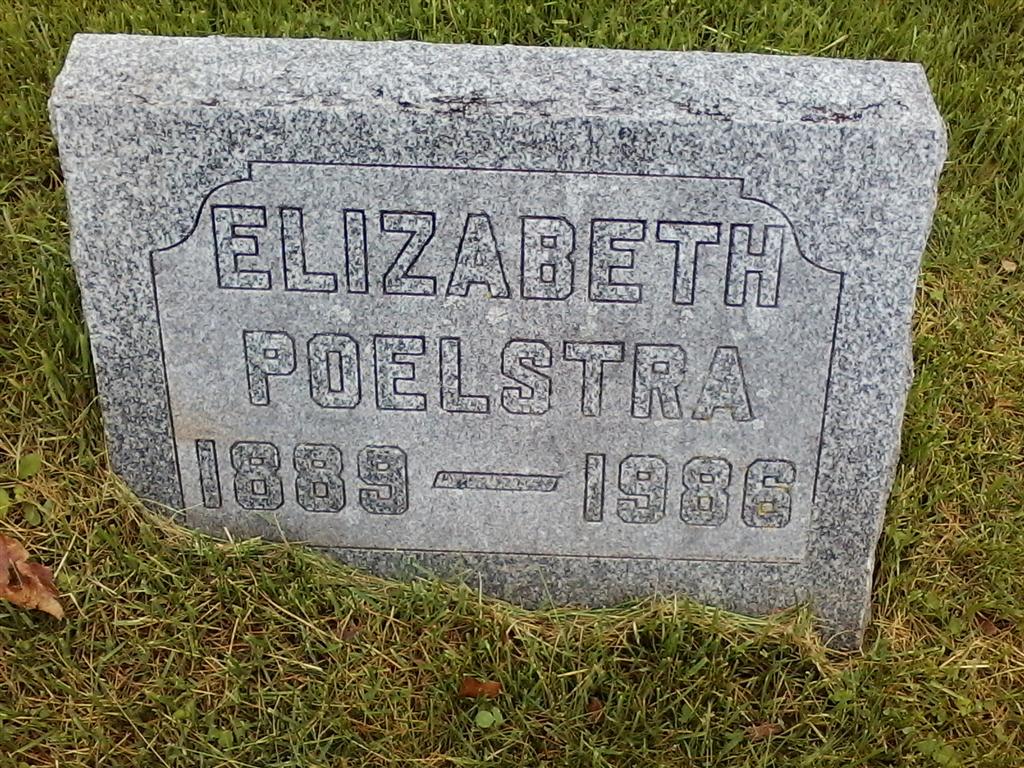 ELIZABETH
POELSTRA
1889 — 1986